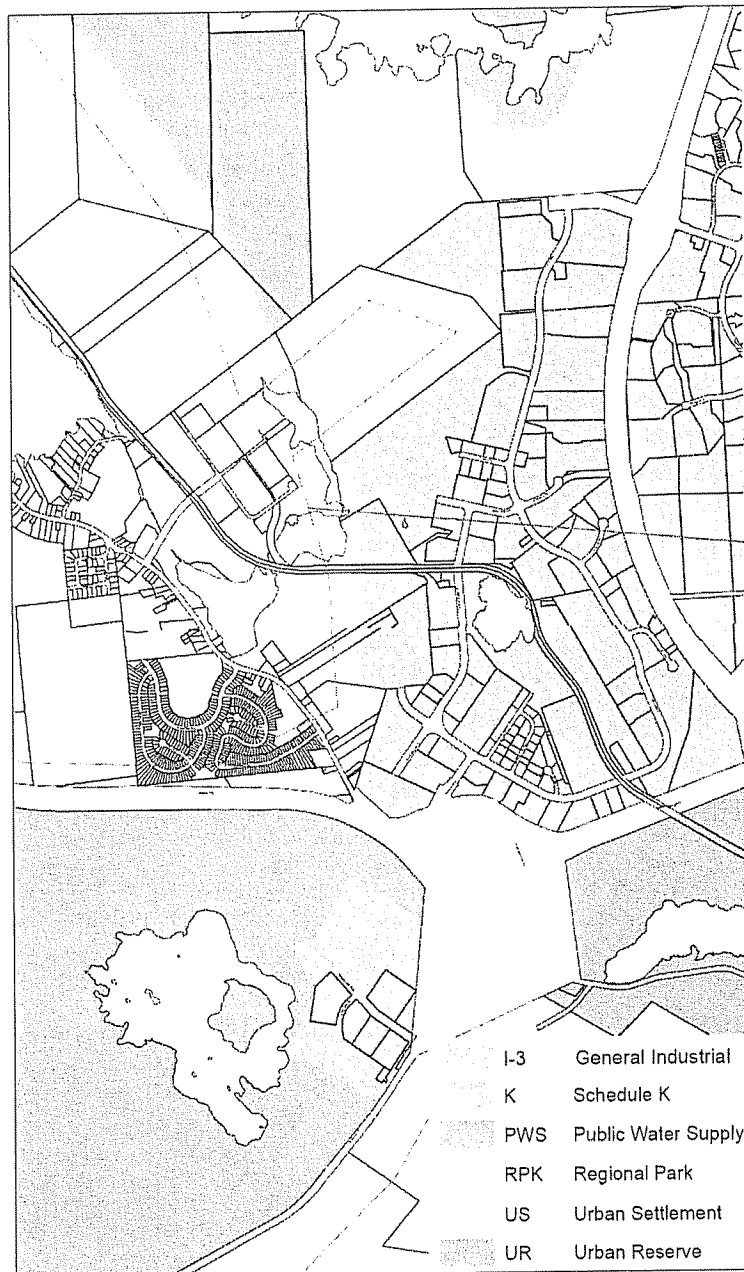 I-3 General Industrial
K Schedule K
PWS Public Water Supply
RPK Regional Park
US Urban Settlement
UR Urban Reserve